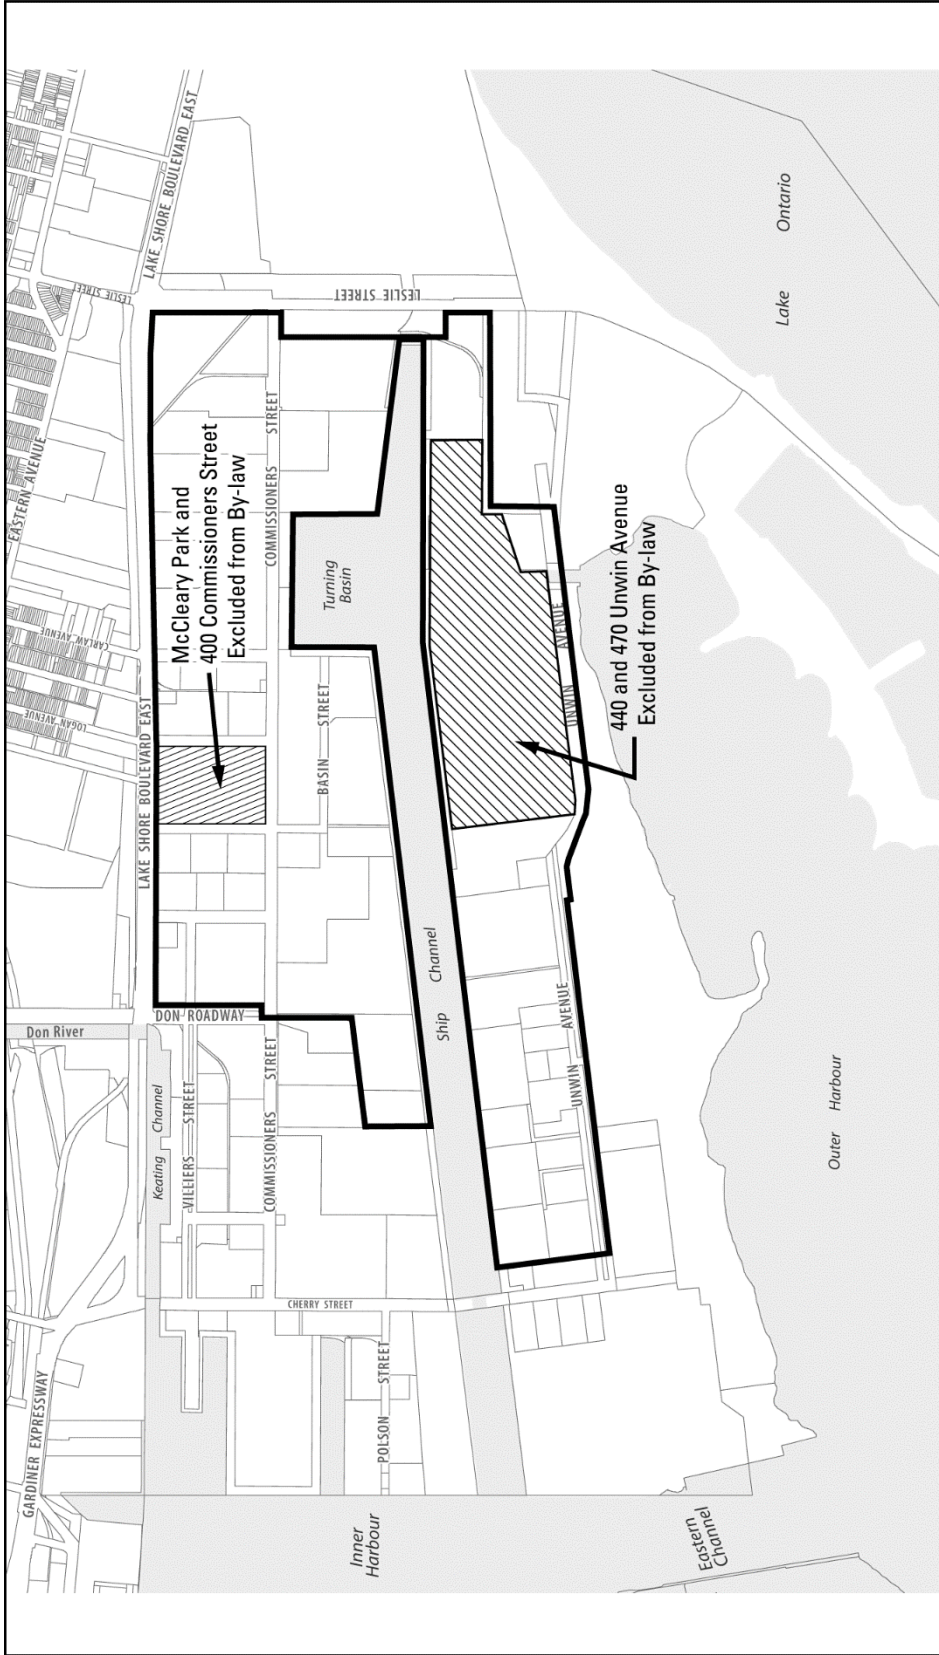 GARDINER EXPRESSWAY
Don River
EASTERN AVENUE
LOGAN AVENUE
CARLAW AVENUE
LESLIE STREET
LAKE SHORE BOULEVARD EAST
LAKE SHORE BOULEVARD EAST
Keating Channel
VILLIERS STREET
DON ROADWAY
McCleary Park and
400 Commissioners Street
Excluded from By-law
COMMISSIONERS STREET
COMMISSIONERS STREET
LESLIE STREET
CHERRY STREET
BASIN STREET
Turning
Basin
Inner
Harbour
POLSON STREET
Ship Channel
UNWIN AVENUE
UNWIN AVENUE
440 and 470 Unwin Avenue
Excluded from By-law
Eastern
Channel
Outer Harbour
Lake Ontario